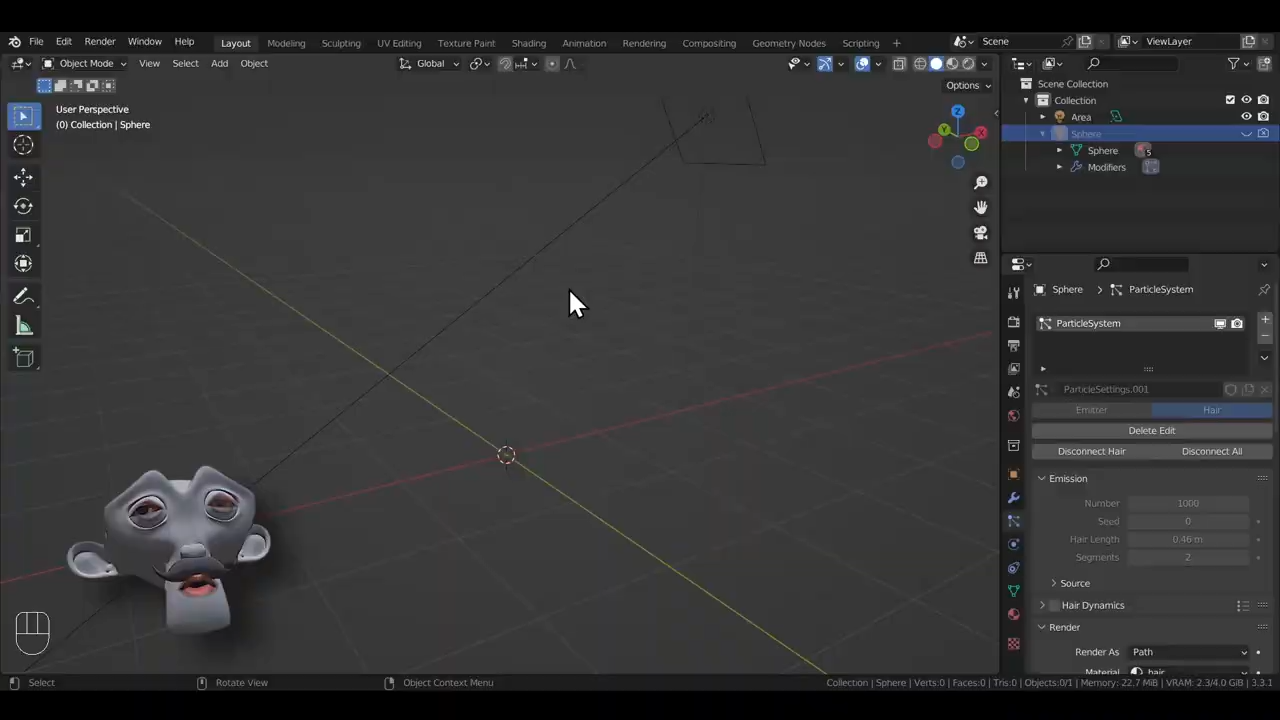 File Edit Render Window Help Layout Modeling Sculpting UV Editing Texture Paint Shading Animation Rendering Compositing Geometry Nodes Scripting + Scene ViewLayer
Object Mode View Select Add Object Global
Options
User Perspective
(0) Collection | Sphere
Scene Collection
Collection
Area
Sphere
Sphere 5
Modifiers
Sphere > ParticleSystem
ParticleSystem
ParticleSettings.001
Emitter Hair
Delete Edit
Disconnect Hair Disconnect All
Emission
Number 1000
Seed 0
Hair Length 0.46 m
Segments 2
Source
Hair Dynamics
Render
Render As Path
Material hair
Select Rotate View Object Context Menu Collection | Sphere | Verts:0 | Faces:0 | Tris:0 | Objects:0/1 | Memory: 22.7 MiB | VRAM: 2.3/4.0 GiB | 3.3.1
X
Y
Z